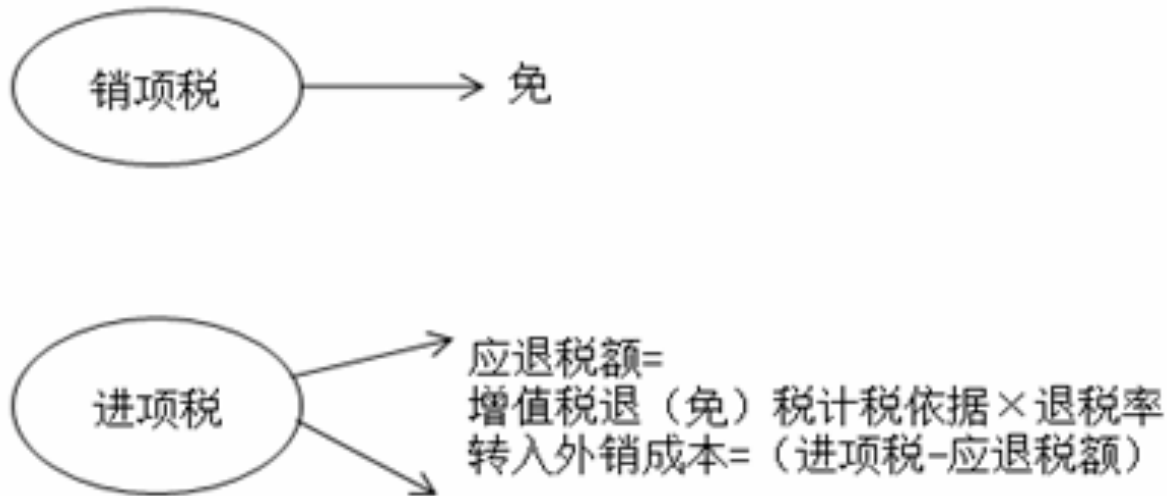 销项税
免
进项税
应退税额=
增值税退（免）税计税依据×退税率
转入外销成本=（进项税-应退税额）